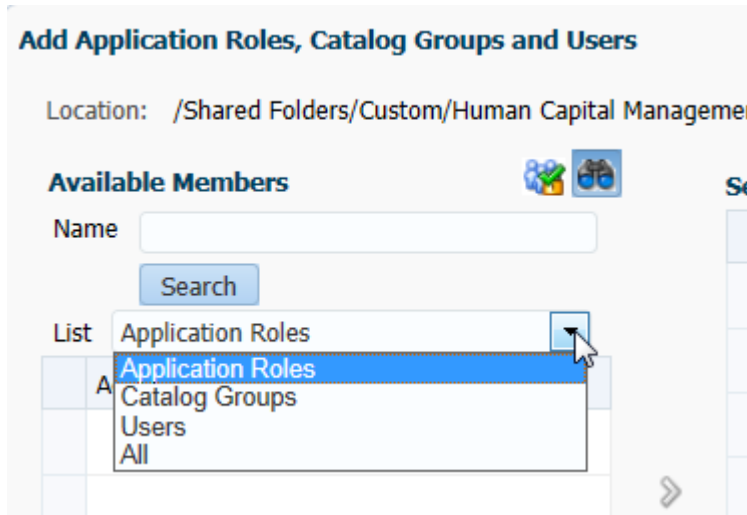 Add Application Roles, Catalog Groups and Users
Location: /Shared Folders/Custom/Human Capital
Available Members
Name
Search
List Application Roles
Application Roles
Catalog Groups
Users
All